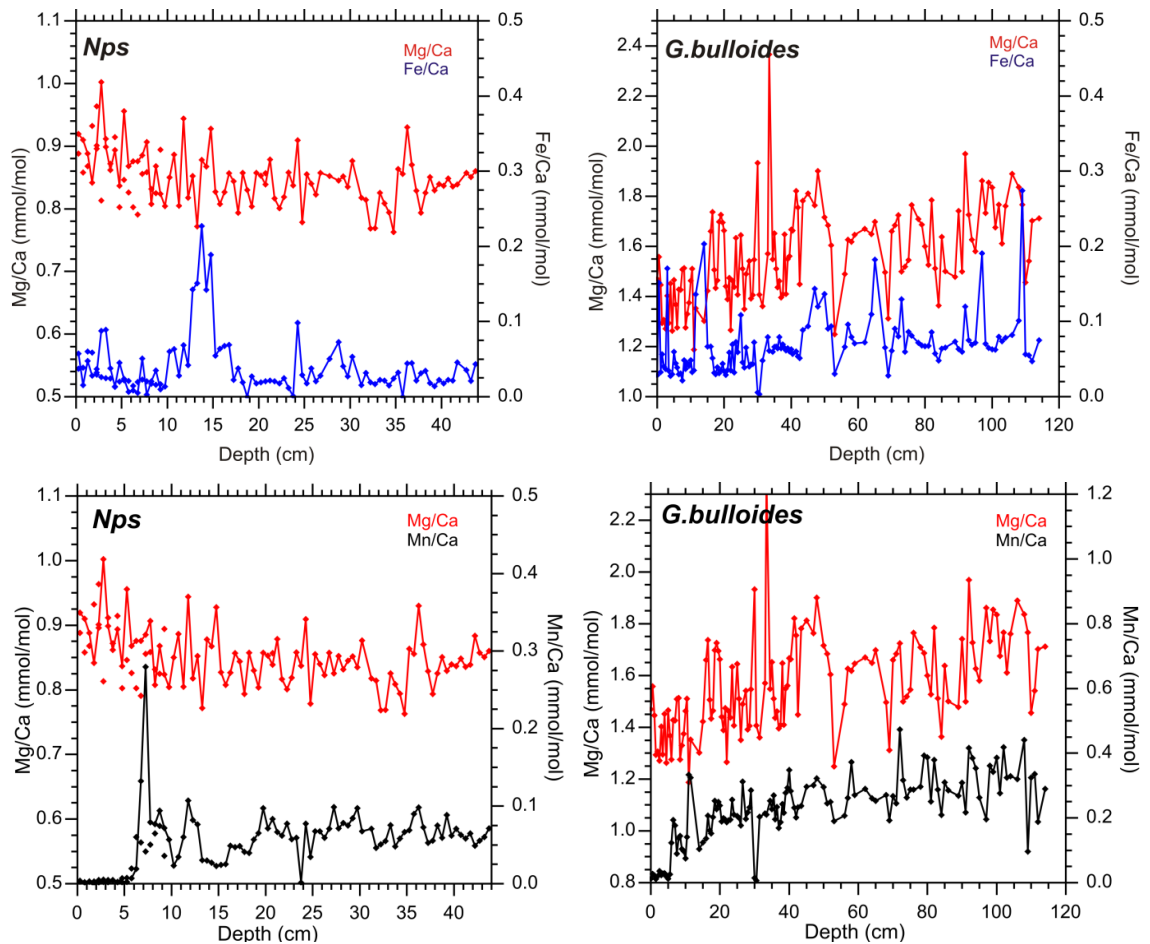 Nps
Mg/Ca
Fe/Ca
1.1
1.0
0.9
0.8
0.7
0.6
0.5
Mg/Ca (mmol/mol)
0.5
0.4
0.3
0.2
0.1
0.0
Fe/Ca (mmol/mol)
0 5 10 15 20 25 30 35 40
Depth (cm)
G.bulloides
Mg/Ca
Fe/Ca
2.4
2.2
2.0
1.8
1.6
1.4
1.2
1.0
Mg/Ca (mmol/mol)
0.5
0.4
0.3
0.2
0.1
0.0
Fe/Ca (mmol/mol)
0 20 40 60 80 100 120
Depth (cm)
Nps
Mg/Ca
Mn/Ca
1.1
1.0
0.9
0.8
0.7
0.6
0.5
Mg/Ca (mmol/mol)
0.5
0.4
0.3
0.2
0.1
0.0
Mn/Ca (mmol/mol)
0 5 10 15 20 25 30 35 40
Depth (cm)
G.bulloides
Mg/Ca
Mn/Ca
2.2
2.0
1.8
1.6
1.4
1.2
1.0
0.8
Mg/Ca (mmol/mol)
1.2
1.0
0.8
0.6
0.4
0.2
0.0
Mn/Ca (mmol/mol)
0 20 40 60 80 100 120
Depth (cm)